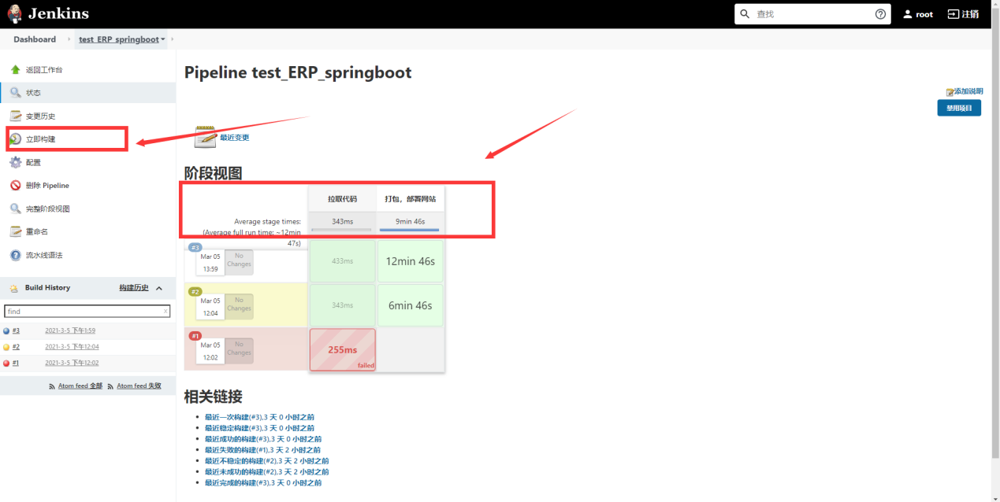 Jenkins
查找
root
注销
Dashboard
test_ERP_springboot
返回工作台
状态
变更历史
立即构建
配置
删除 Pipeline
完整阶段视图
重命名
流水线语法
Build History
构建历史
find
x
#3
2021-3-5 下午1:59
#2
2021-3-5 下午12:04
#1
2021-3-5 下午12:02
Atom feed 全部
Atom feed 失败
Pipeline test_ERP_springboot
添加说明
禁用项目
最近变更
阶段视图
拉取代码
打包，部署网站
Average stage times:
(Average full run time: ~12min
47s)
343ms
9min 46s
#3
Mar 05
13:59
No
Changes
433ms
12min 46s
#2
Mar 05
12:04
No
Changes
343ms
6min 46s
#1
Mar 05
12:02
No
Changes
255ms
failed
相关链接
最近一次构建(#3),3 天 0 小时之前
最近稳定构建(#3),3 天 0 小时之前
最近成功的构建(#3),3 天 0 小时之前
最近失败的构建(#1),3 天 2 小时之前
最近不稳定的构建(#2),3 天 2 小时之前
最近未成功的构建(#2),3 天 2 小时之前
最近完成的构建(#3),3 天 0 小时之前